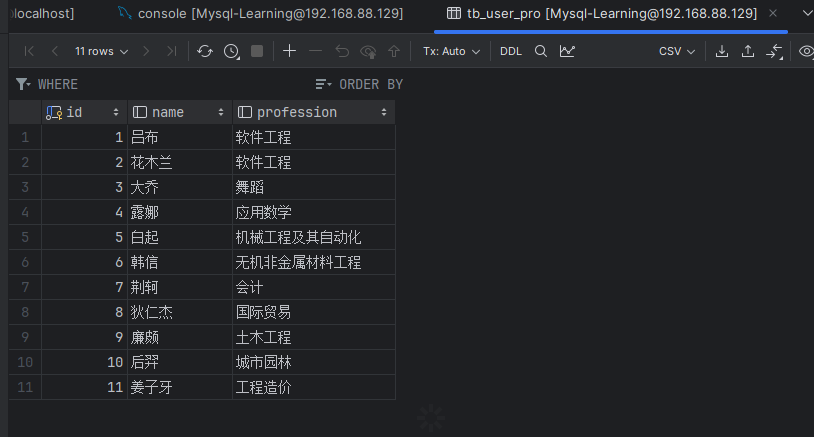 localhost] console [Mysql-Learning@192.168.88.129] tb_user_pro [Mysql-Learning@192.168.88.129]
11 rows Tx: Auto DDL CSV
WHERE ORDER BY
id name profession
1 1 吕布 软件工程
2 2 花木兰 软件工程
3 3 大乔 舞蹈
4 4 露娜 应用数学
5 5 白起 机械工程及其自动化
6 6 韩信 无机非金属材料工程
7 7 荆轲 会计
8 8 狄仁杰 国际贸易
9 9 廉颇 土木工程
10 10 后羿 城市园林
11 11 姜子牙 工程造价